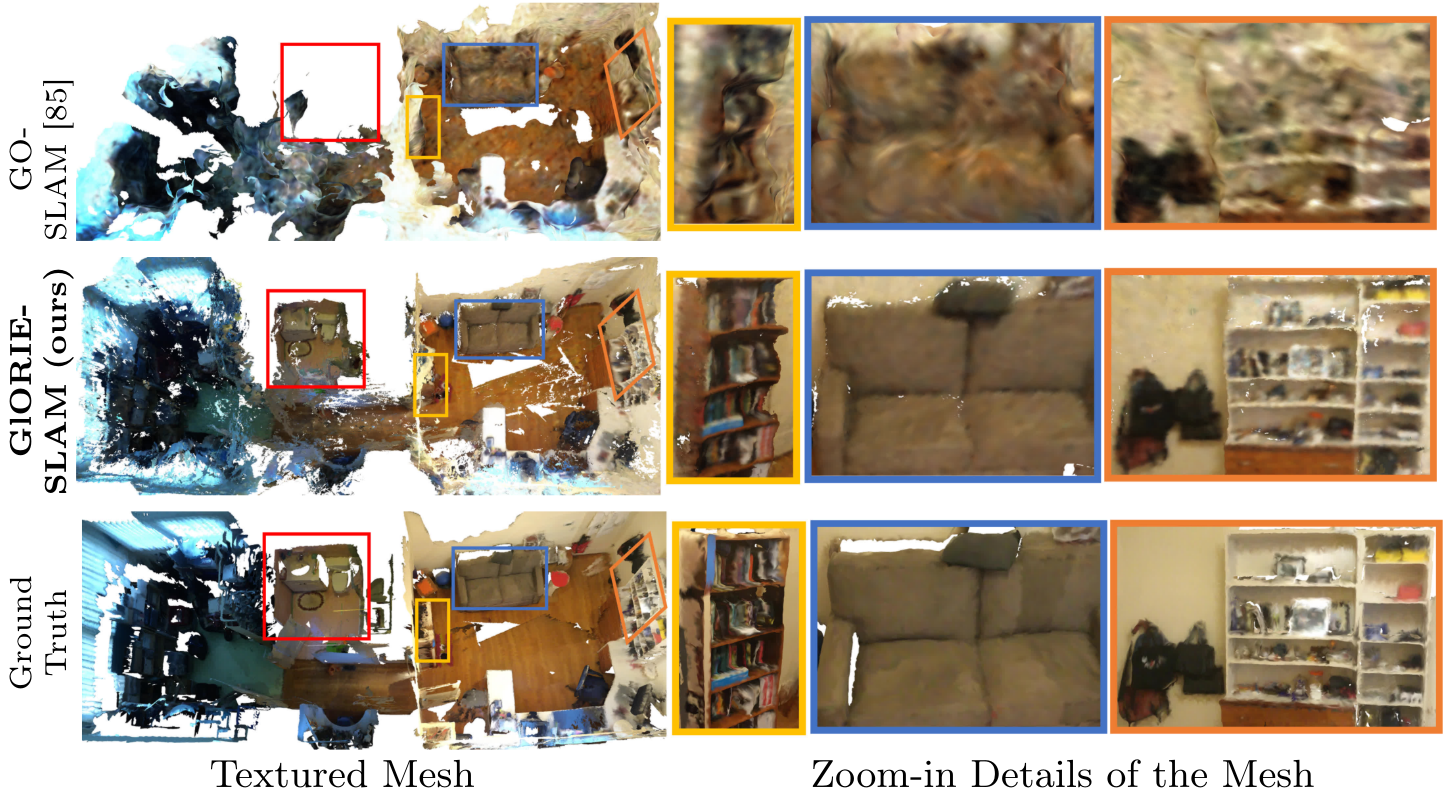 GO-
SLAM [85]
GlORIE-
SLAM (ours)
Ground
Truth
Textured Mesh
Zoom-in Details of the Mesh